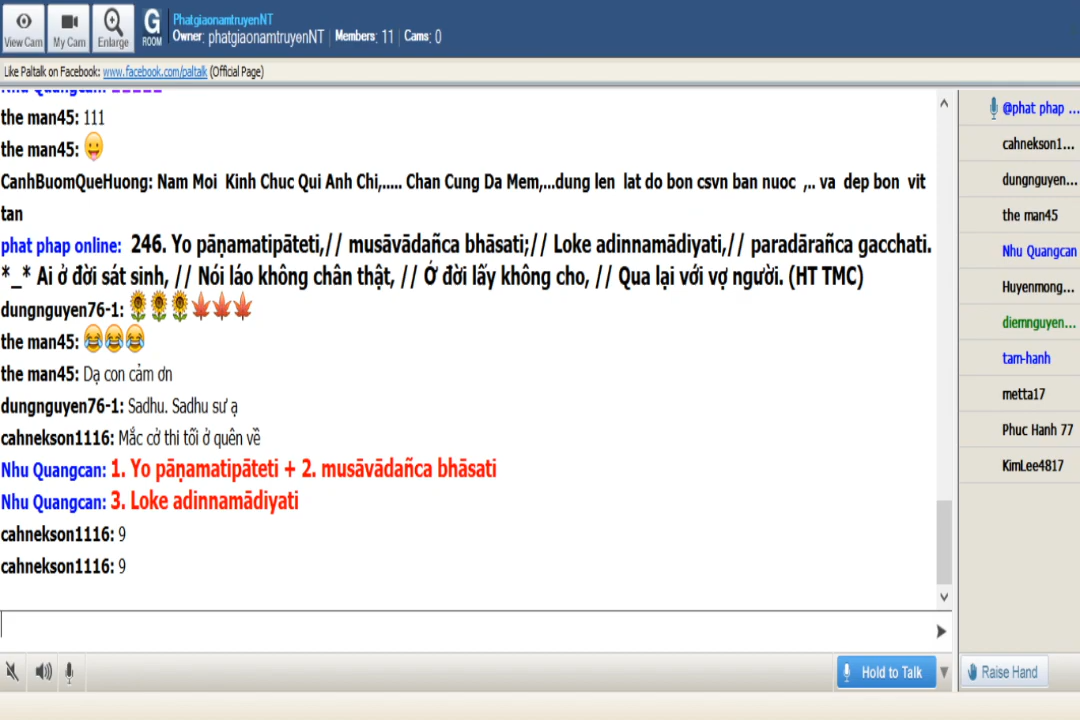 PhatgiaonamtruyenNT
Owner: phatgiaonamtruyenNT | Members: 11 | Cams: 0
View Cam
My Cam
Enlarge
G ROOM
Like Paltalk on Facebook: www.facebook.com/paltalk (Official Page)
Nhu Quangcan:
the man45: 111
the man45: 😛
CanhBuomQueHuong: Nam Moi Kinh Chuc Qui Anh Chi,..... Chan Cung Da Mem,...dung len lat do bon csvn ban nuoc ,.. va dep bon vit
tan
phat phap online: 246. Yo pāṇamatipāteti,// musāvādañca bhāsati;// Loke adinnamādiyati,// paradārañca gacchati.
*_* Ai ở đời sát sinh, // Nói láo không chân thật, // Ở đời lấy không cho, // Qua lại với vợ người. (HT TMC)
dungnguyen76-1: 🌻🌻🌻🍁🍁🍁
the man45: 😂😂😂
the man45: Dạ con cảm ơn
dungnguyen76-1: Sadhu. Sadhu sư ạ
cahnekson1116: Mắc cở thi tối ở quên về
Nhu Quangcan: 1. Yo pāṇamatipāteti + 2. musāvādañca bhāsati
Nhu Quangcan: 3. Loke adinnamādiyati
cahnekson1116: 9
cahnekson1116: 9
@phat phap ...
cahnekson1...
dungnguyen...
the man45
Nhu Quangcan
Huyenmong...
diemnguyen...
tam-hanh
metta17
Phuc Hanh 77
KimLee4817
Hold to Talk
Raise Hand